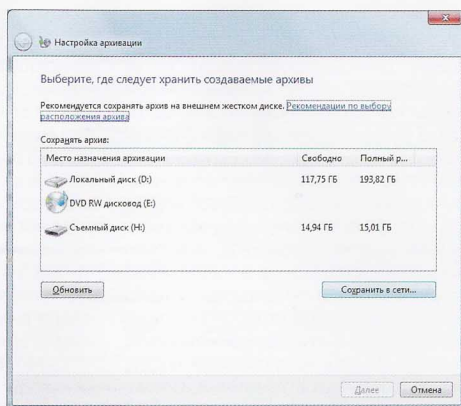 Настройка архивации
Выберите, где следует хранить создаваемые архивы
Рекомендуется сохранять архив на внешнем жестком диске. Рекомендации по выбору
расположения архива
Сохранять архив:
Место назначения архивации Свободно Полный р...
Локальный диск (D:) 117,75 ГБ 193,82 ГБ
DVD RW дисковод (E:)
Съемный диск (H:) 14,94 ГБ 15,01 ГБ
Обновить Сохранить в сети...
Далее Отмена